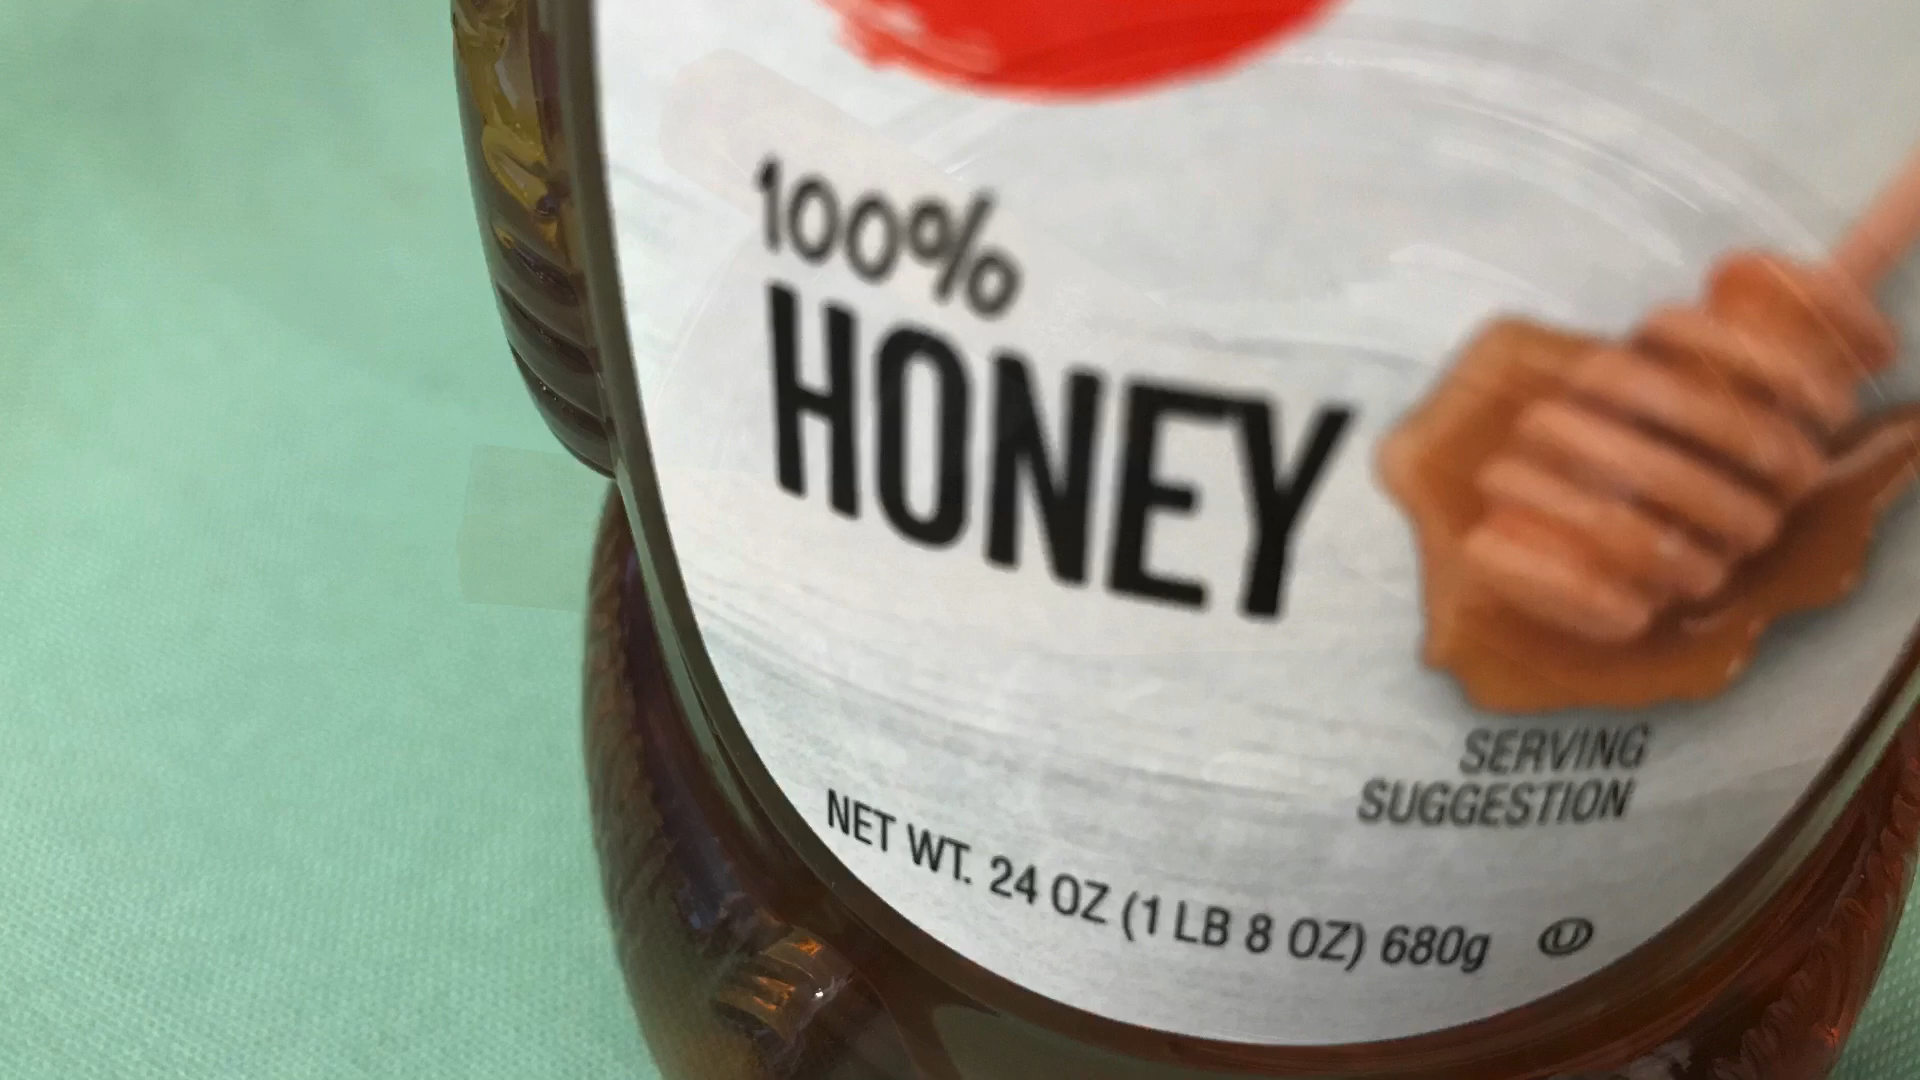 100%
HONEY
SERVING
SUGGESTION
NET WT. 24 OZ (1 LB 8 OZ) 680g U